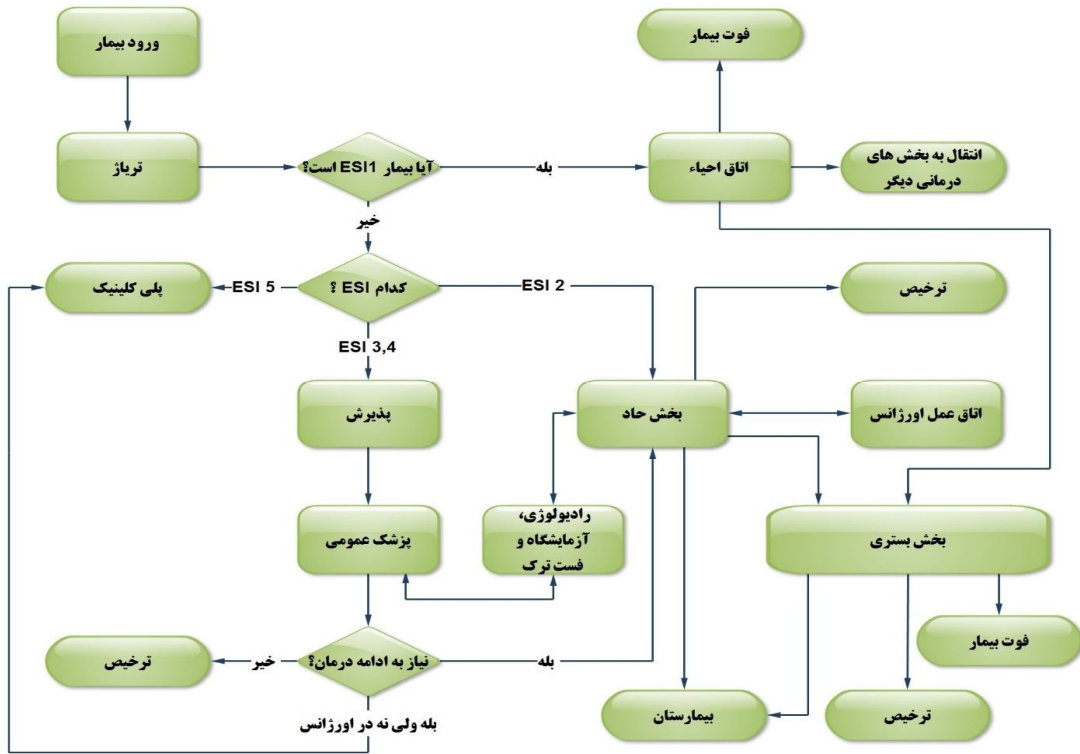 ورود بیمار
فوت بیمار
تریاژ
آیا بیمار ESI1 است؟
بله
اتاق احیاء
انتقال به بخش های
درمانی دیگر
خیر
پلی کلینیک
ESI 5
کدام ESI ؟
ESI 2
ترخیص
ESI 3,4
پذیرش
بخش حاد
اتاق عمل اورژانس
پزشک عمومی
رادیولوژی،
آزمایشگاه و
فست ترک
بخش بستری
ترخیص
خیر
نیاز به ادامه درمان؟
بله
فوت بیمار
بله ولی نه در اورژانس
بیمارستان
ترخیص